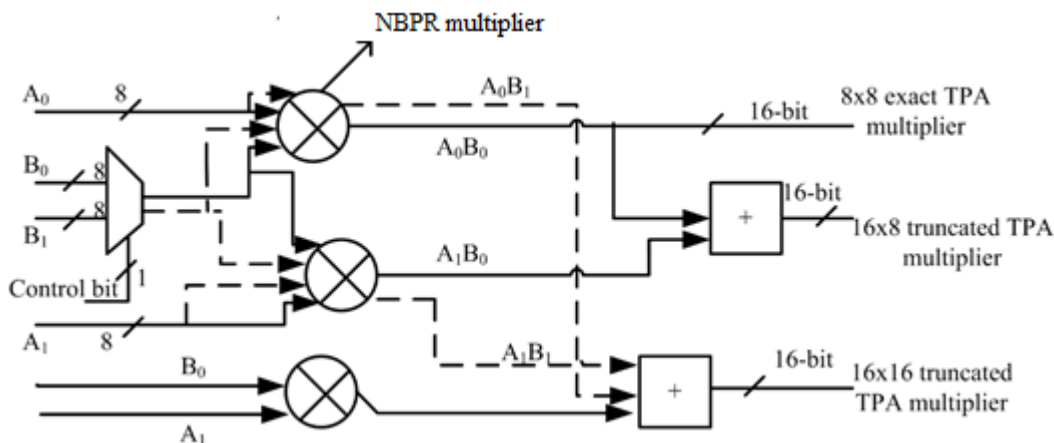 NBPR multiplier
A₀
8
A₀B₁
16-bit
8x8 exact TPA
multiplier
A₀B₀
B₀
8
8
B₁
16-bit
+
16x8 truncated TPA
multiplier
A₁B₀
Control bit
1
A₁
8
A₁B₁
B₀
16-bit
+
16x16 truncated
TPA multiplier
A₁